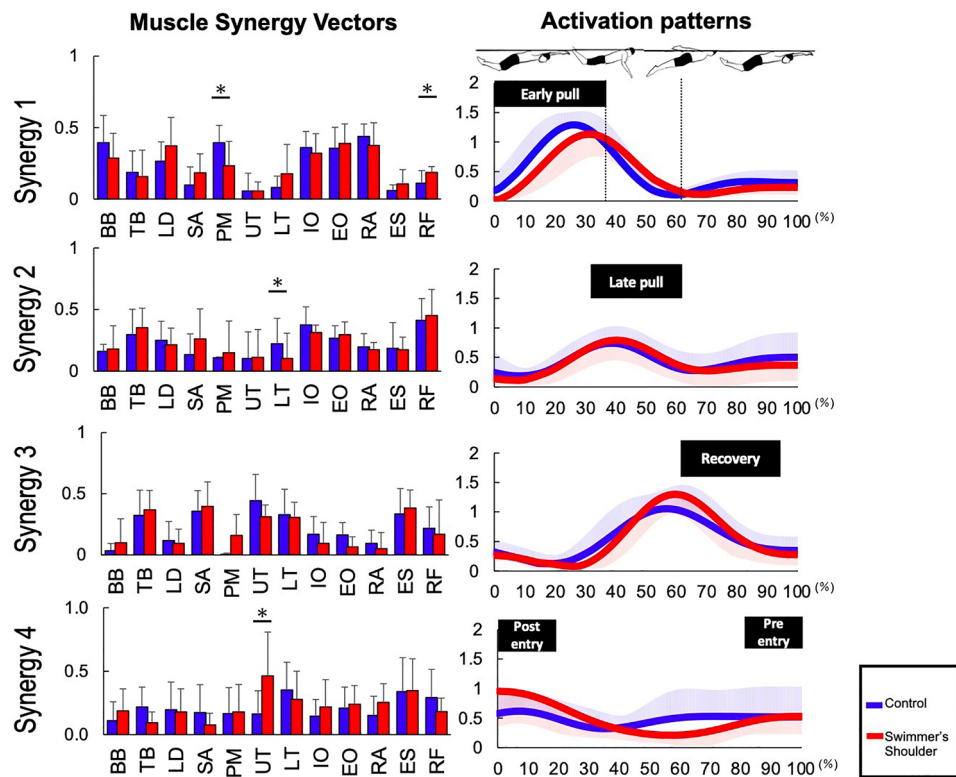 Muscle Synergy Vectors
Activation patterns
Synergy 1
1
0.5
0
*
*
BB TB LD SA PM UT LT IO EO RA ES RF
2
1.5
1
0.5
0
Early pull
0 10 20 30 40 50 60 70 80 90 100 (%)
Synergy 2
1
0.5
0
*
BB TB LD SA PM UT LT IO EO RA ES RF
2
1.5
1
0.5
0
Late pull
0 10 20 30 40 50 60 70 80 90 100 (%)
Synergy 3
1
0.5
0
BB TB LD SA PM UT LT IO EO RA ES RF
2
1.5
1
0.5
0
Recovery
0 10 20 30 40 50 60 70 80 90 100 (%)
Synergy 4
1.0
0.5
0
*
BB TB LD SA PM UT LT IO EO RA ES RF
2
1.5
1
0.5
0
Post
entry
Pre
entry
0 10 20 30 40 50 60 70 80 90 100 (%)
Control
Swimmer's
Shoulder